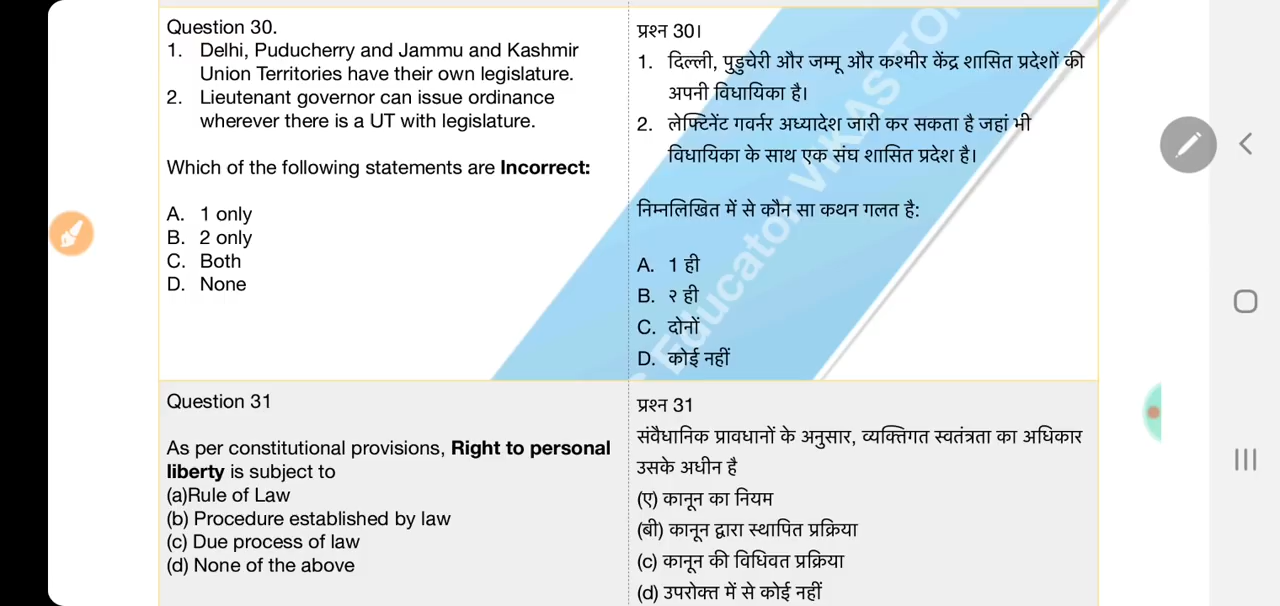 Question 30.
1. Delhi, Puducherry and Jammu and Kashmir
Union Territories have their own legislature.
2. Lieutenant governor can issue ordinance
wherever there is a UT with legislature.
Which of the following statements are Incorrect:
A. 1 only
B. 2 only
C. Both
D. None
प्रश्न 30।
1. दिल्ली, पुडुचेरी और जम्मू और कश्मीर केंद्र शासित प्रदेशों की
अपनी विधायिका है।
2. लेफ्टिनेंट गवर्नर अध्यादेश जारी कर सकता है जहां भी
विधायिका के साथ एक संघ शासित प्रदेश है।
निम्नलिखित में से कौन सा कथन गलत है:
A. 1 ही
B. २ ही
C. दोनों
D. कोई नहीं
Educator VIKAS TO
Question 31
As per constitutional provisions, Right to personal
liberty is subject to
(a)Rule of Law
(b) Procedure established by law
(c) Due process of law
(d) None of the above
प्रश्न 31
संवैधानिक प्रावधानों के अनुसार, व्यक्तिगत स्वतंत्रता का अधिकार
उसके अधीन है
(ए) कानून का नियम
(बी) कानून द्वारा स्थापित प्रक्रिया
(c) कानून की विधिवत प्रक्रिया
(d) उपरोक्त में से कोई नहीं